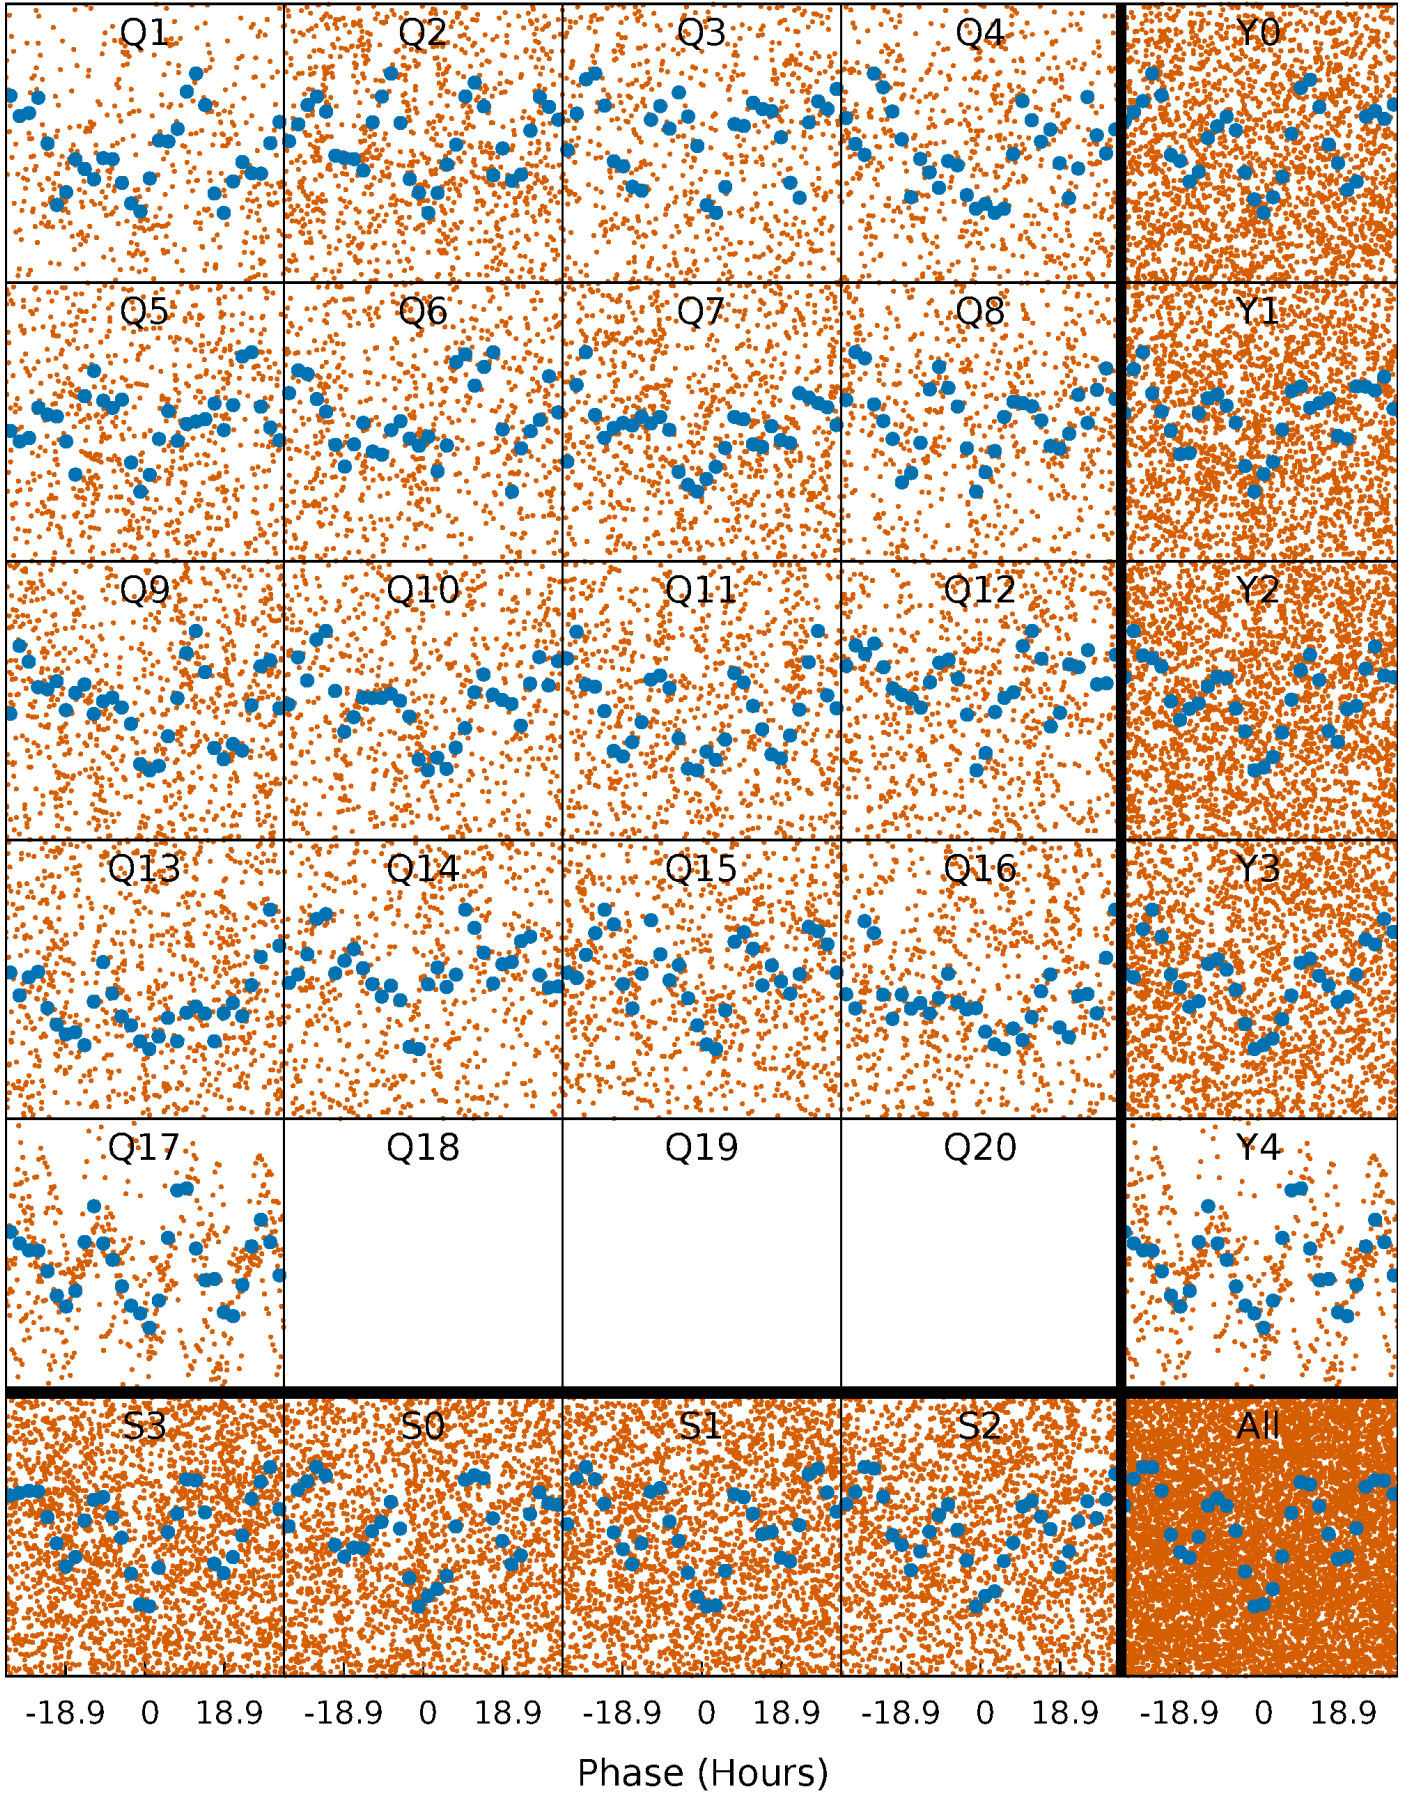 Q1 Q2 Q3 Q4 Y0
Q5 Q6 Q7 Q8 Y1
Q9 Q10 Q11 Q12 Y2
Q13 Q14 Q15 Q16 Y3
Q17 Q18 Q19 Q20 Y4
S3 S0 S1 S2 All
-18.9 0 18.9 -18.9 0 18.9 -18.9 0 18.9 -18.9 0 18.9 -18.9 0 18.9
Phase (Hours)